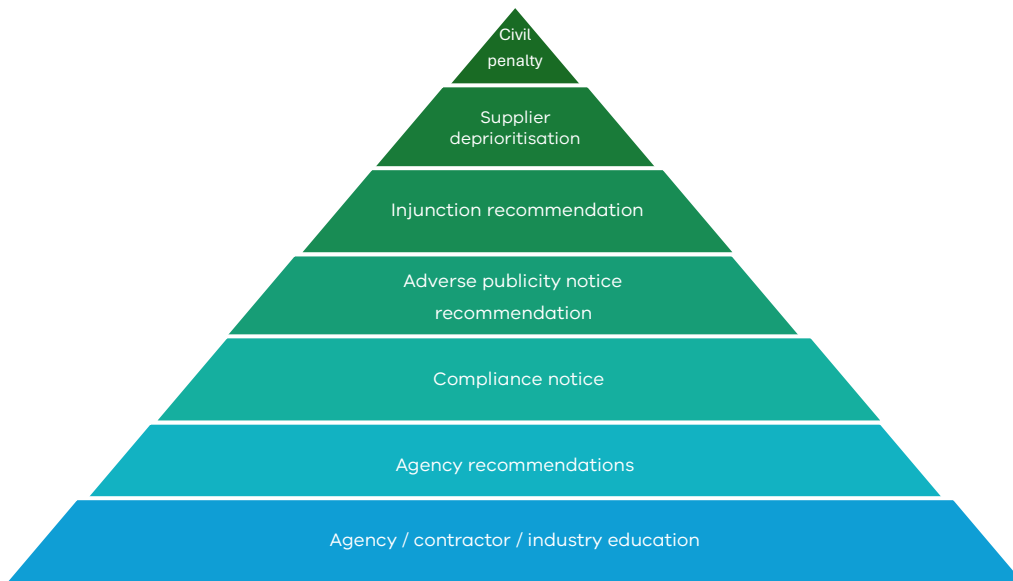 Civil
penalty
Supplier
deprioritisation
Injunction recommendation
Adverse publicity notice
recommendation
Compliance notice
Agency recommendations
Agency / contractor / industry education